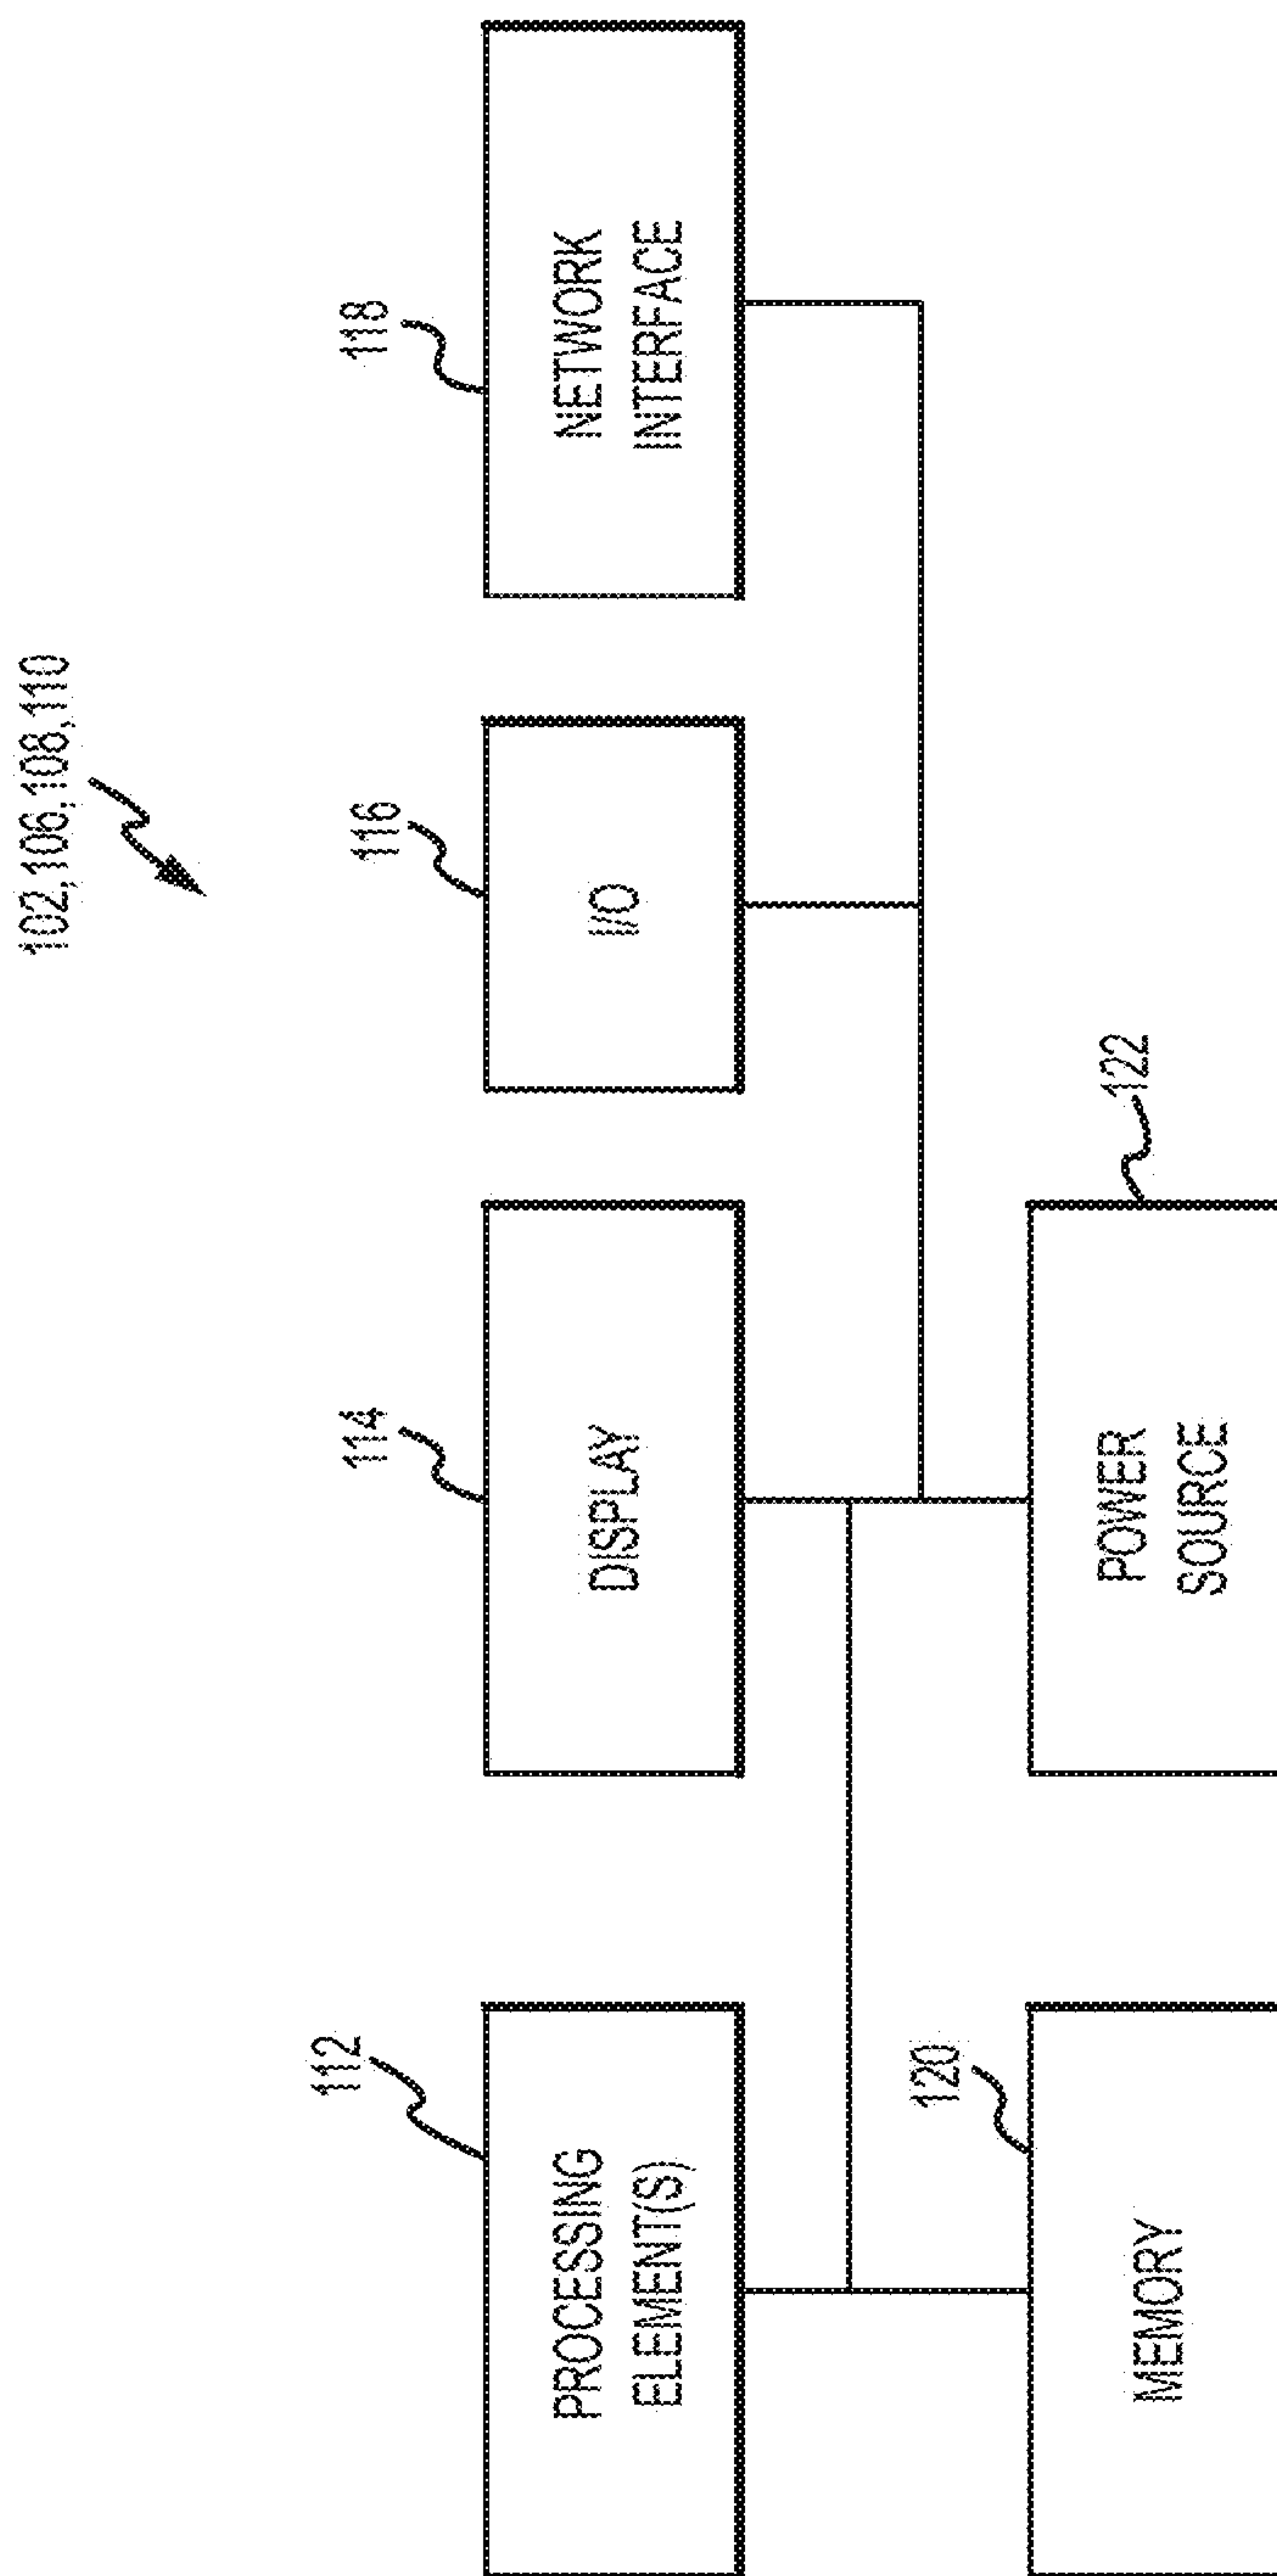 102,106,108,110
112
PROCESSING
ELEMENT(S)
114
DISPLAY
116
I/O
118
NETWORK
INTERFACE
120
MEMORY
122
POWER
SOURCE